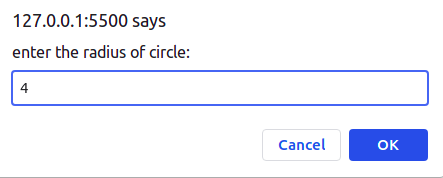 127.0.0.1:5500 says
enter the radius of circle:
4
Cancel OK